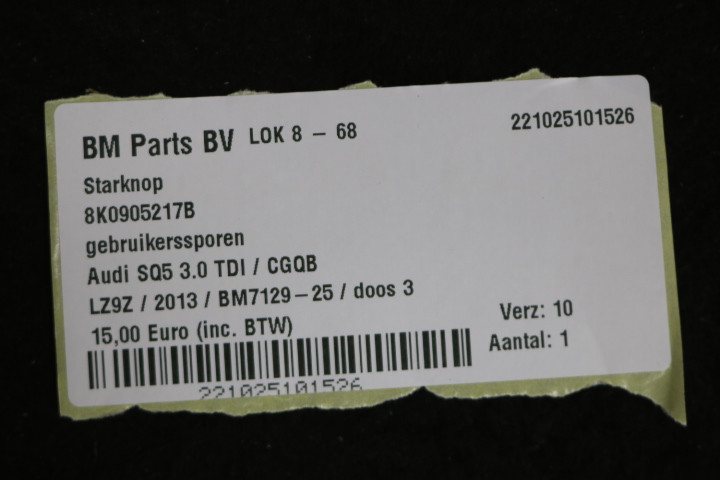 BM Parts BV LOK 8 – 68 221025101526
Starknop
8K0905217B
gebruikerssporen
Audi SQ5 3.0 TDI / CGQB
LZ9Z / 2013 / BM7129–25 / doos 3
15,00 Euro (inc. BTW)
Verz: 10
Aantal: 1
221025101526